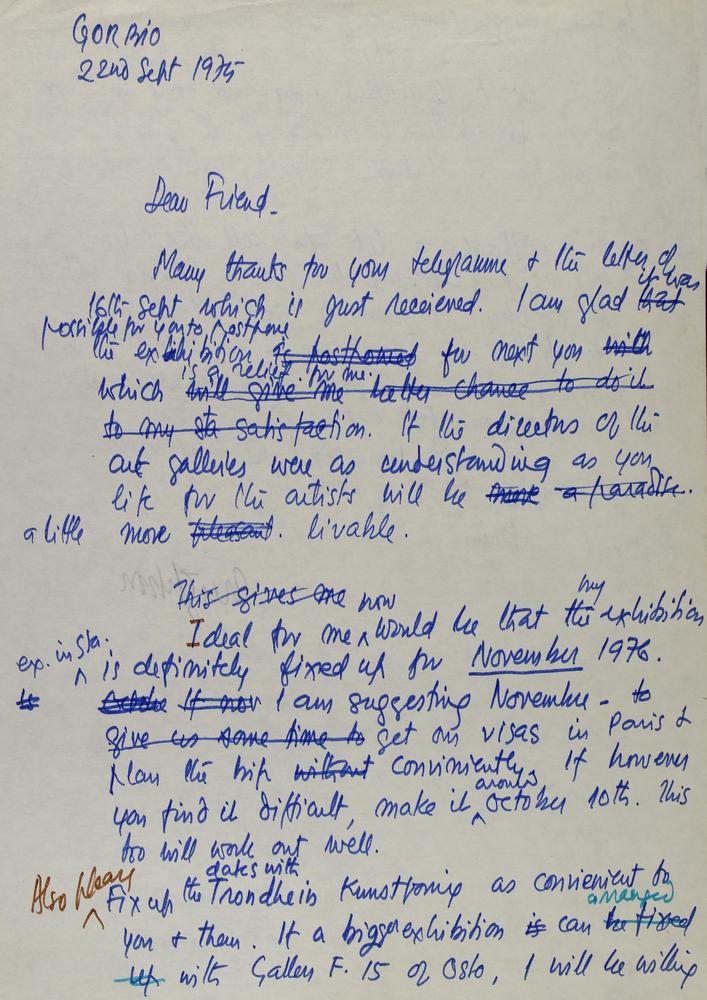 GORBIO
22nd Sept 1975
Dear Friend.
Many thanks for your telegramme & the letter of
16th Sept which is just received. I am glad that it was
possible for you to postpone
the exhibition is postponed for next you with
is a relief for me.
which will give me better chance to do it
to my sta satisfaction. If the directors of the
art galleries were as understanding as you
life for the artists will be more a paradise.
a little more pleasant. livable.
This gives me now
my
Ideal for me would be that the exhibition
ex. in Sta.
is definitely fixed up for November 1976.
to October If nov I am suggesting November - to
give us some time to get our visas in Paris &
plan the trip without conviniently. If however
around
you find it difficult, make it October 10th. This
too will work out well.
dates with
Also please Fix up the Trondheim Kunstforenig as convenient to
arranged
you & them. If a bigger exhibition is can be fixed
up with Gallery F. 15 of Oslo, I will be willing